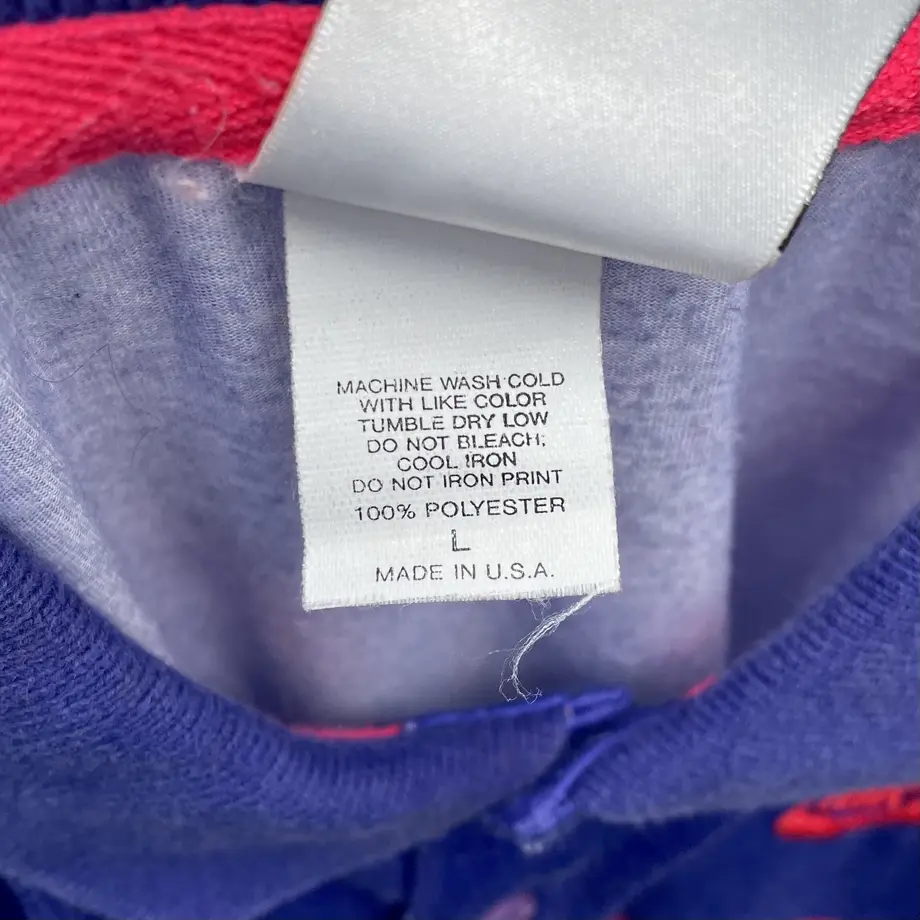 MACHINE WASH COLD
WITH LIKE COLOR
TUMBLE DRY LOW
DO NOT BLEACH;
COOL IRON
DO NOT IRON PRINT
100% POLYESTER
L
MADE IN U.S.A.